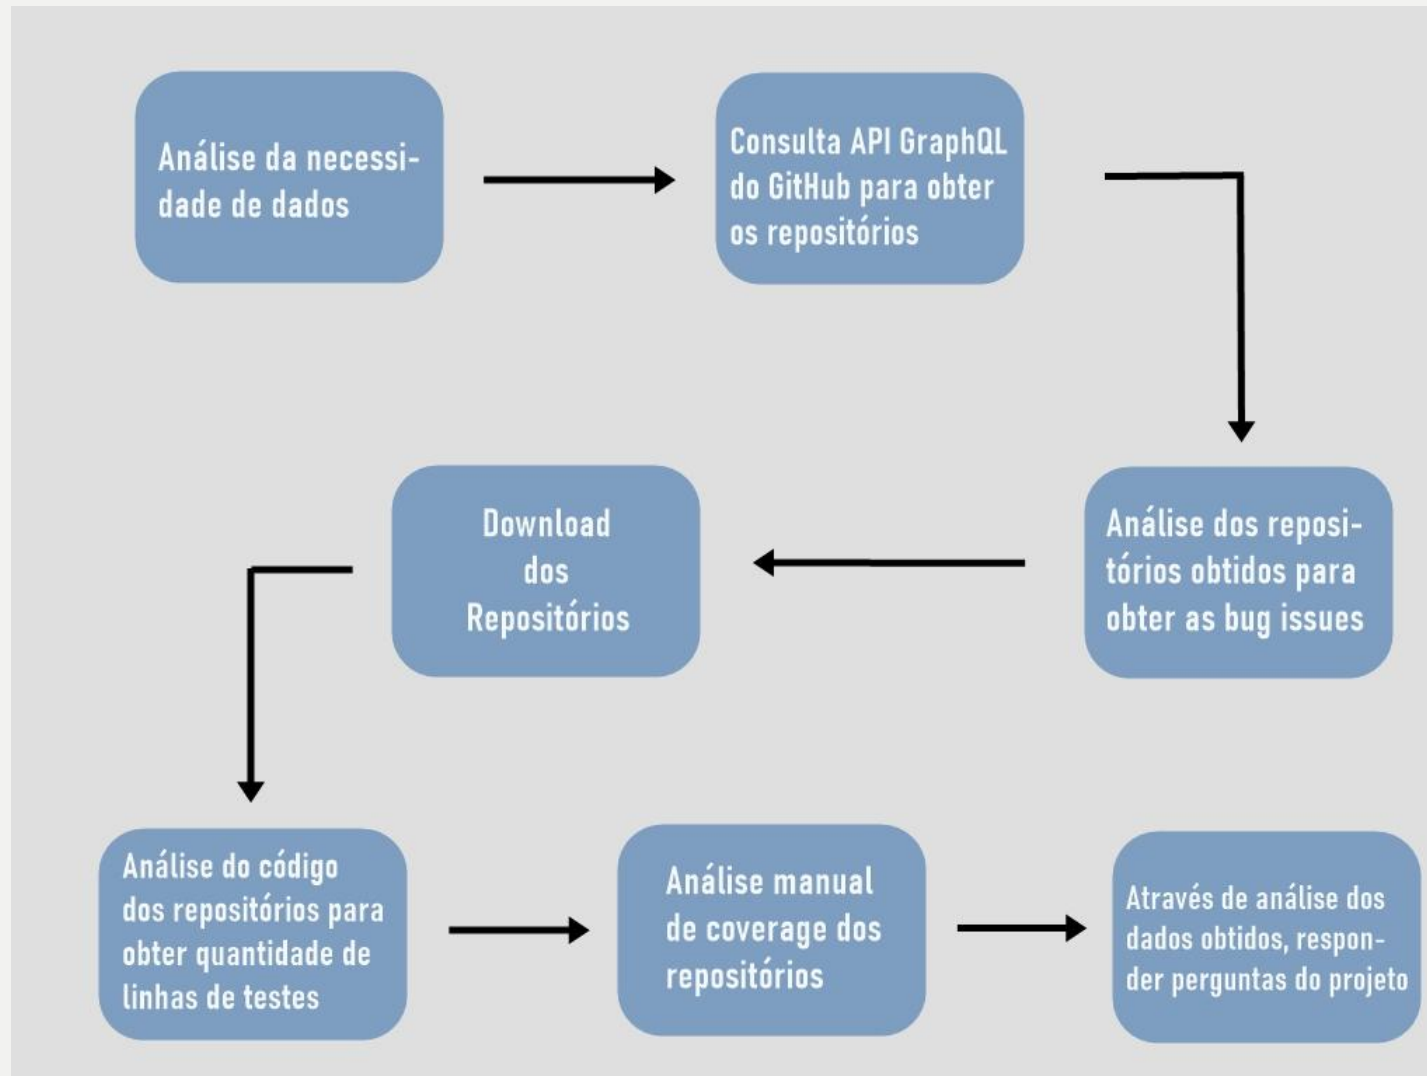 Análise da necessi-
dade de dados
Consulta API GraphQL
do GitHub para obter
os repositórios
Análise dos reposi-
tórios obtidos para
obter as bug issues
Download
dos
Repositórios
Análise do código
dos repositórios para
obter quantidade de
linhas de testes
Análise manual
de coverage dos
repositórios
Através de análise dos
dados obtidos, respon-
der perguntas do projeto